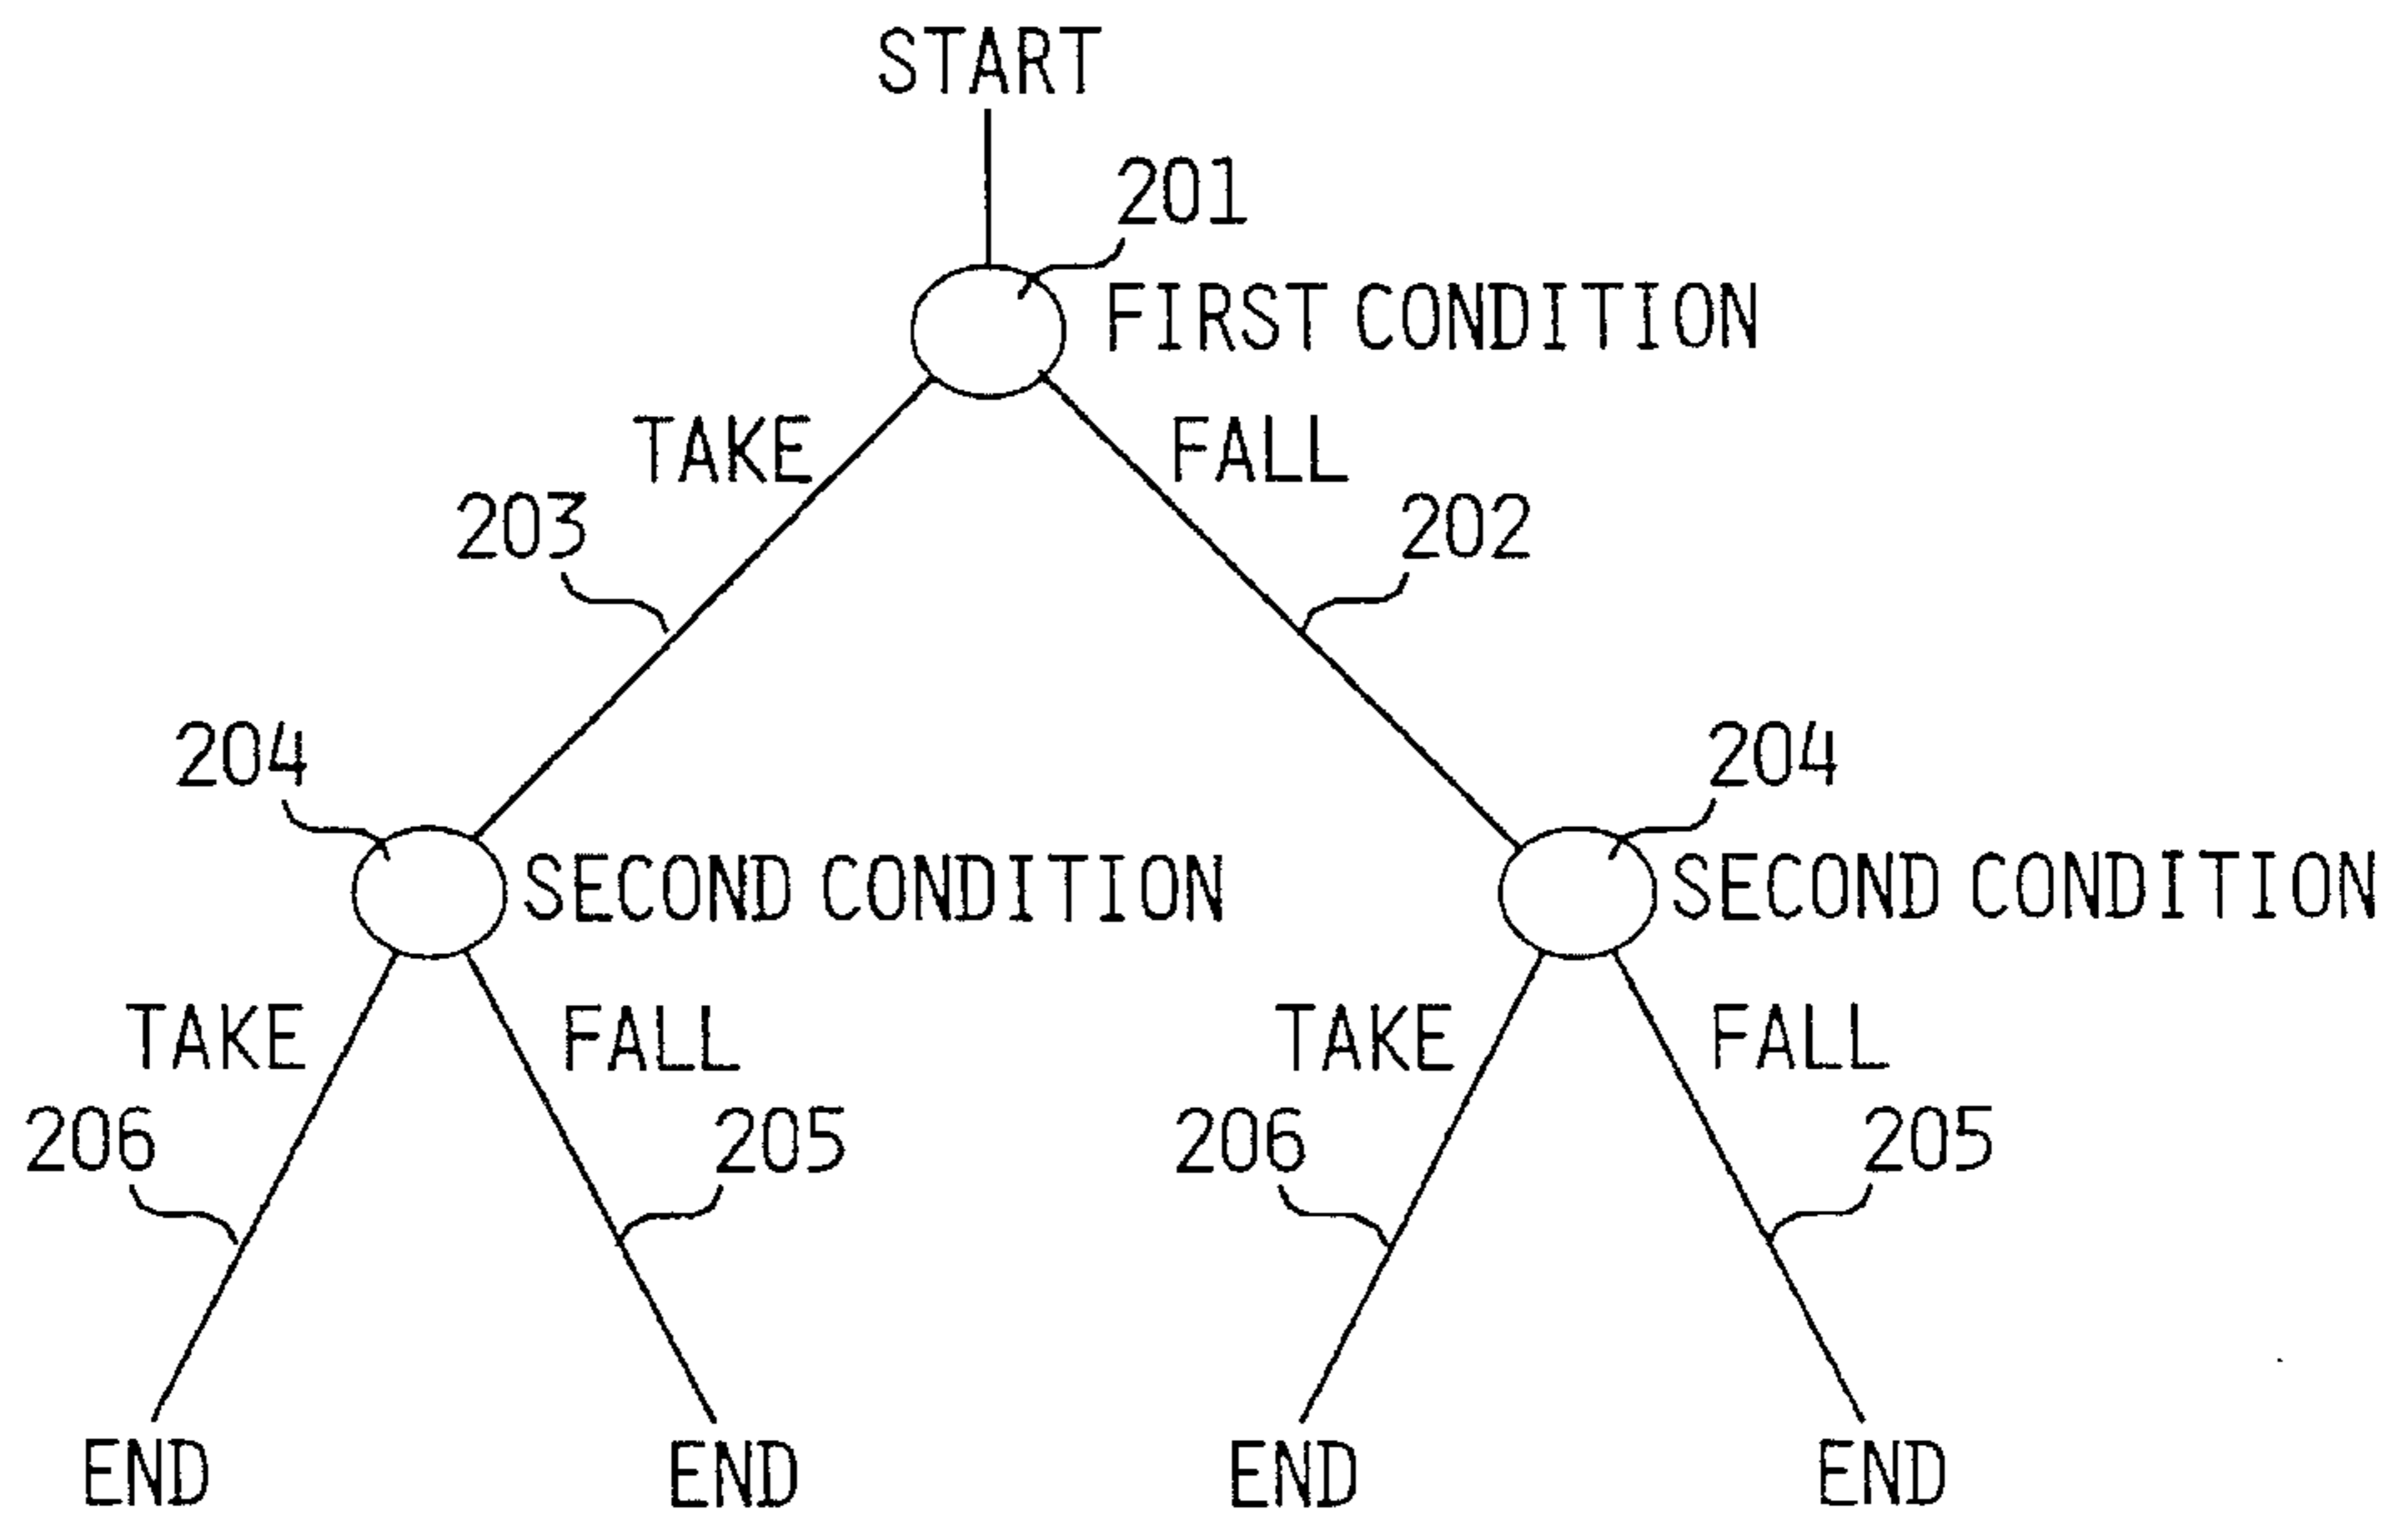 START
201
FIRST CONDITION
TAKE
FALL
203
202
204
204
SECOND CONDITION
SECOND CONDITION
TAKE
FALL
TAKE
FALL
206
205
206
205
END
END
END
END